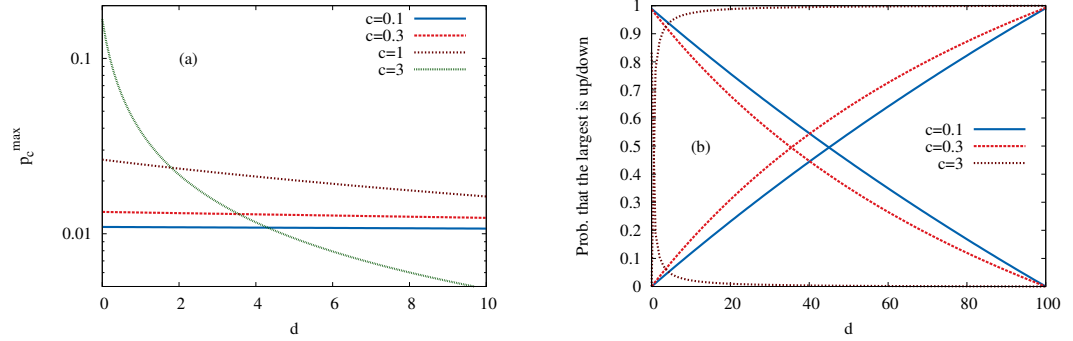 0.1
0.01
0 2 4 6 8 10
d
p_c^max
(a)
c=0.1
c=0.3
c=1
c=3
1
0.9
0.8
0.7
0.6
0.5
0.4
0.3
0.2
0.1
0
0 20 40 60 80 100
d
Prob. that the largest is up/down
(b)
c=0.1
c=0.3
c=3